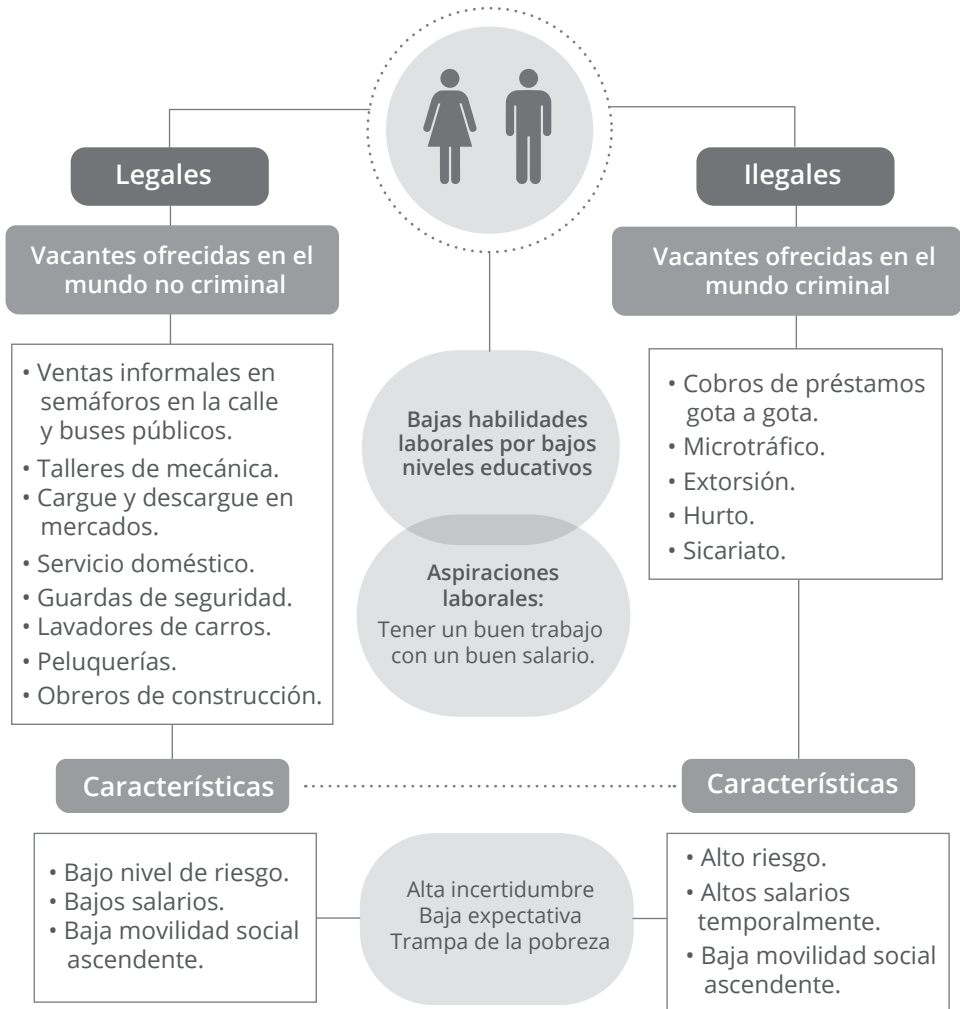 Legales
Vacantes ofrecidas en el
mundo no criminal
• Ventas informales en
semáforos en la calle
y buses públicos.
• Talleres de mecánica.
• Cargue y descargue en
mercados.
• Servicio doméstico.
• Guardas de seguridad.
• Lavadores de carros.
• Peluquerías.
• Obreros de construcción.
Características
• Bajo nivel de riesgo.
• Bajos salarios.
• Baja movilidad social
ascendente.
Bajas habilidades
laborales por bajos
niveles educativos
Aspiraciones
laborales:
Tener un buen trabajo
con un buen salario.
Alta incertidumbre
Baja expectativa
Trampa de la pobreza
Ilegales
Vacantes ofrecidas en el
mundo criminal
• Cobros de préstamos
gota a gota.
• Microtráfico.
• Extorsión.
• Hurto.
• Sicariato.
Características
• Alto riesgo.
• Altos salarios
temporalmente.
• Baja movilidad social
ascendente.